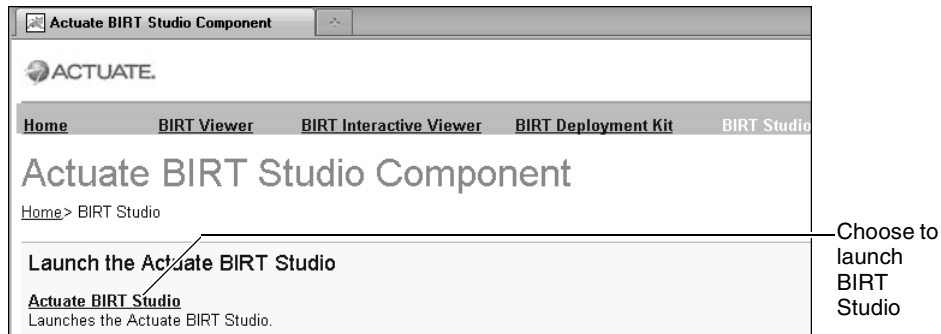 Actuate BIRT Studio Component
ACTUATE.
Home BIRT Viewer BIRT Interactive Viewer BIRT Deployment Kit BIRT Studio
Actuate BIRT Studio Component
Home> BIRT Studio
Launch the Actuate BIRT Studio
Actuate BIRT Studio
Launches the Actuate BIRT Studio.
Choose to
launch
BIRT
Studio